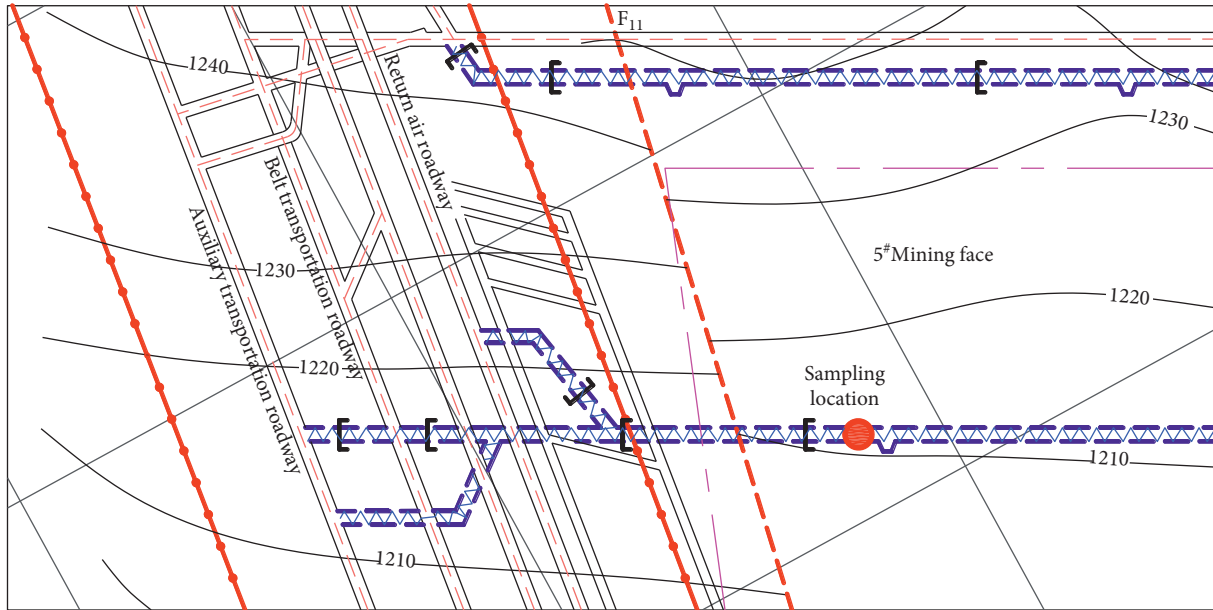 F11
1240
Return air roadway
1230
Belt transportation roadway
Auxiliary transportation roadway
5#Mining face
1230
1220
1220
Sampling
location
1210
1210